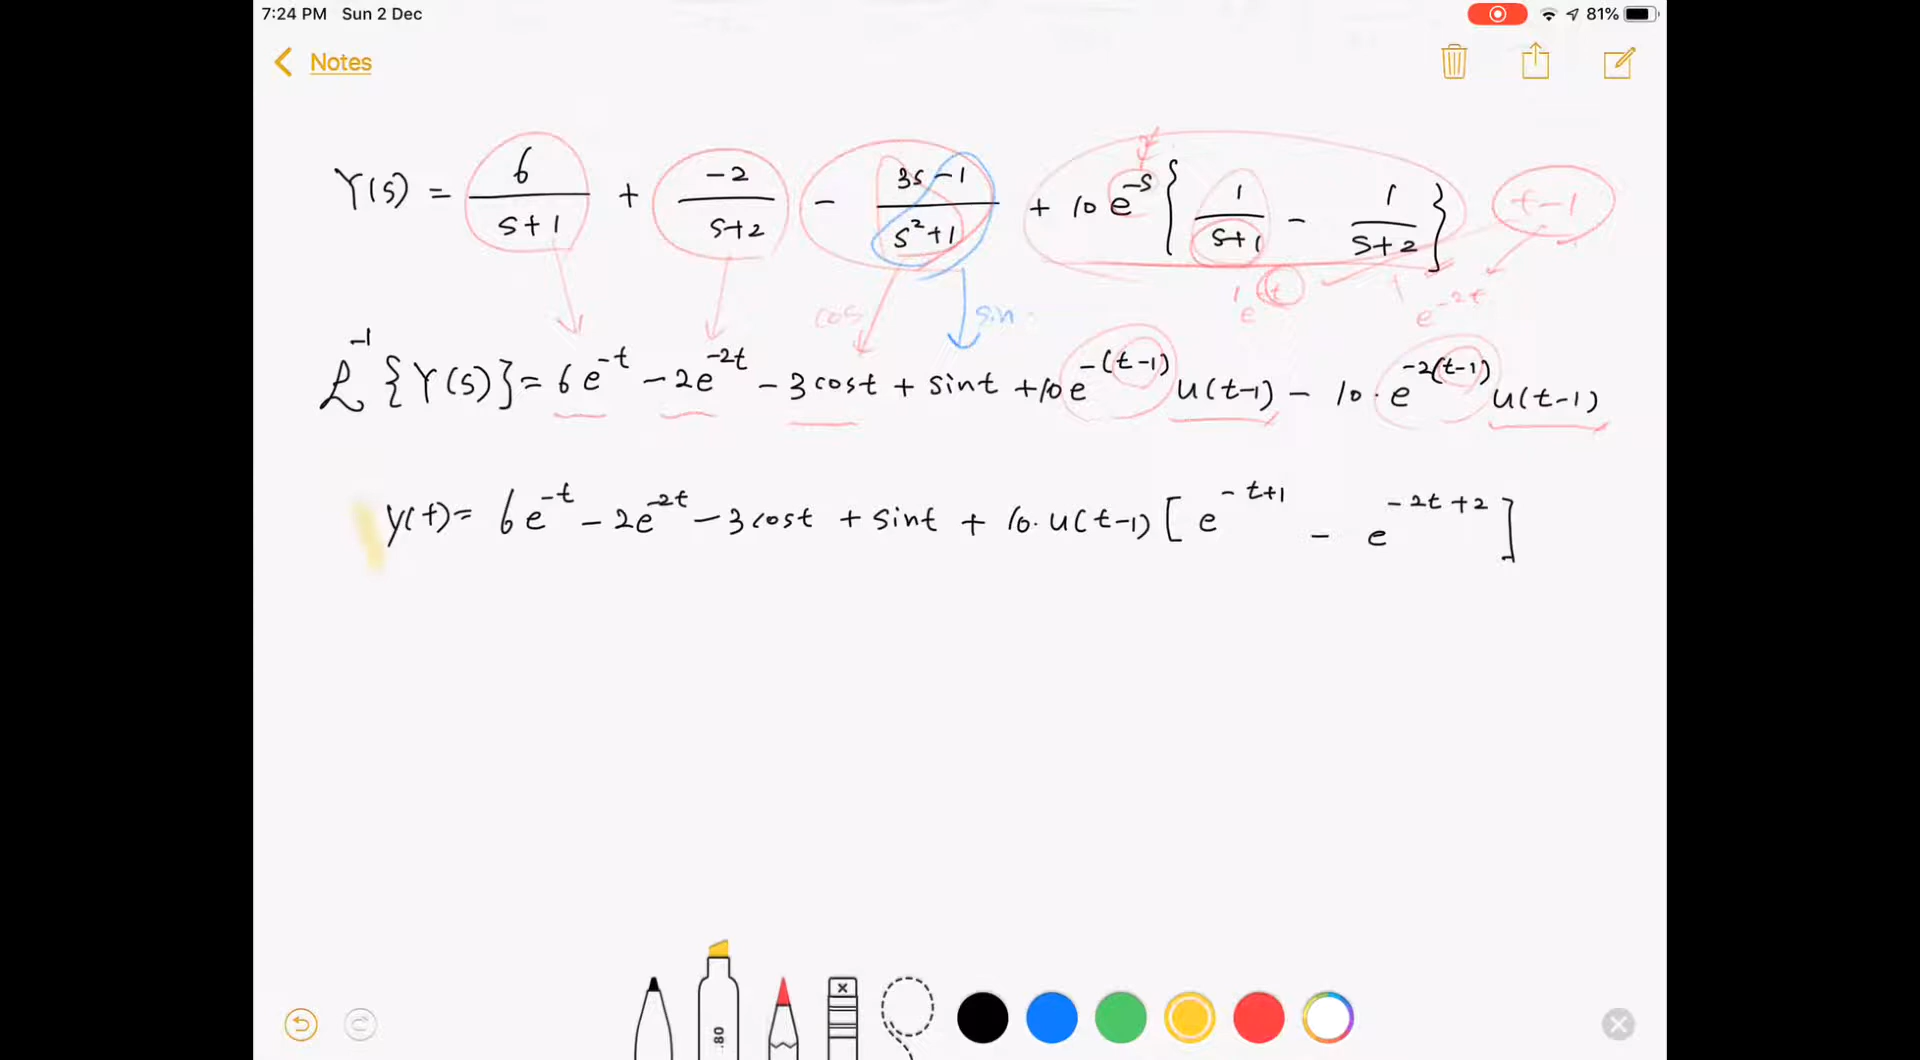 7:24 PM Sun 2 Dec 81%
Notes
Y(s) = 6/(s+1) + -2/(s+2) - (3s-1)/(s²+1) + 10 e^-s { 1/(s+1) - 1/(s+2) } t-1
cos sin e^-2t
ℒ^-1 {Y(s)} = 6e^-t - 2e^-2t - 3cost + sint + 10e^-(t-1) u(t-1) - 10·e^-2(t-1) u(t-1)
y(t) = 6e^-t - 2e^-2t - 3cost + sint + 10·u(t-1) [ e^-t+1 - e^-2t+2 ]
80